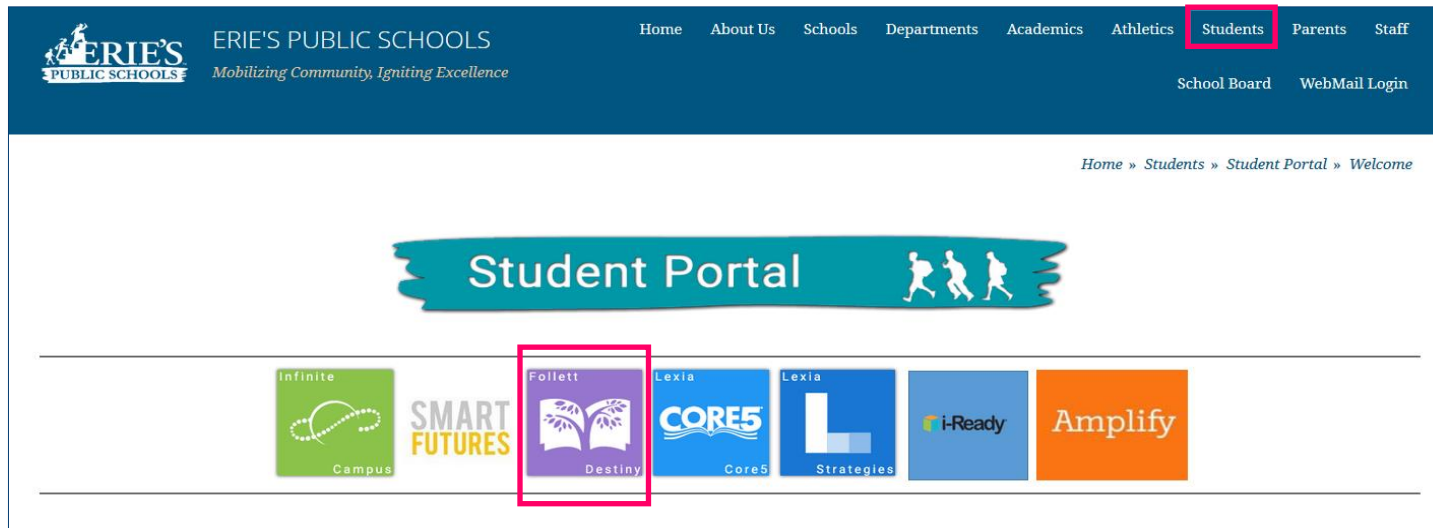 ERIE'S
PUBLIC SCHOOLS
ERIE'S PUBLIC SCHOOLS
Mobilizing Community, Igniting Excellence
Home About Us Schools Departments Academics Athletics Students Parents Staff
School Board WebMail Login
Home » Students » Student Portal » Welcome
Student Portal
Infinite
Campus
SMART
FUTURES
Follett
Destiny
Lexia
CORE5
Core5
Lexia
Strategies
i-Ready
Amplify